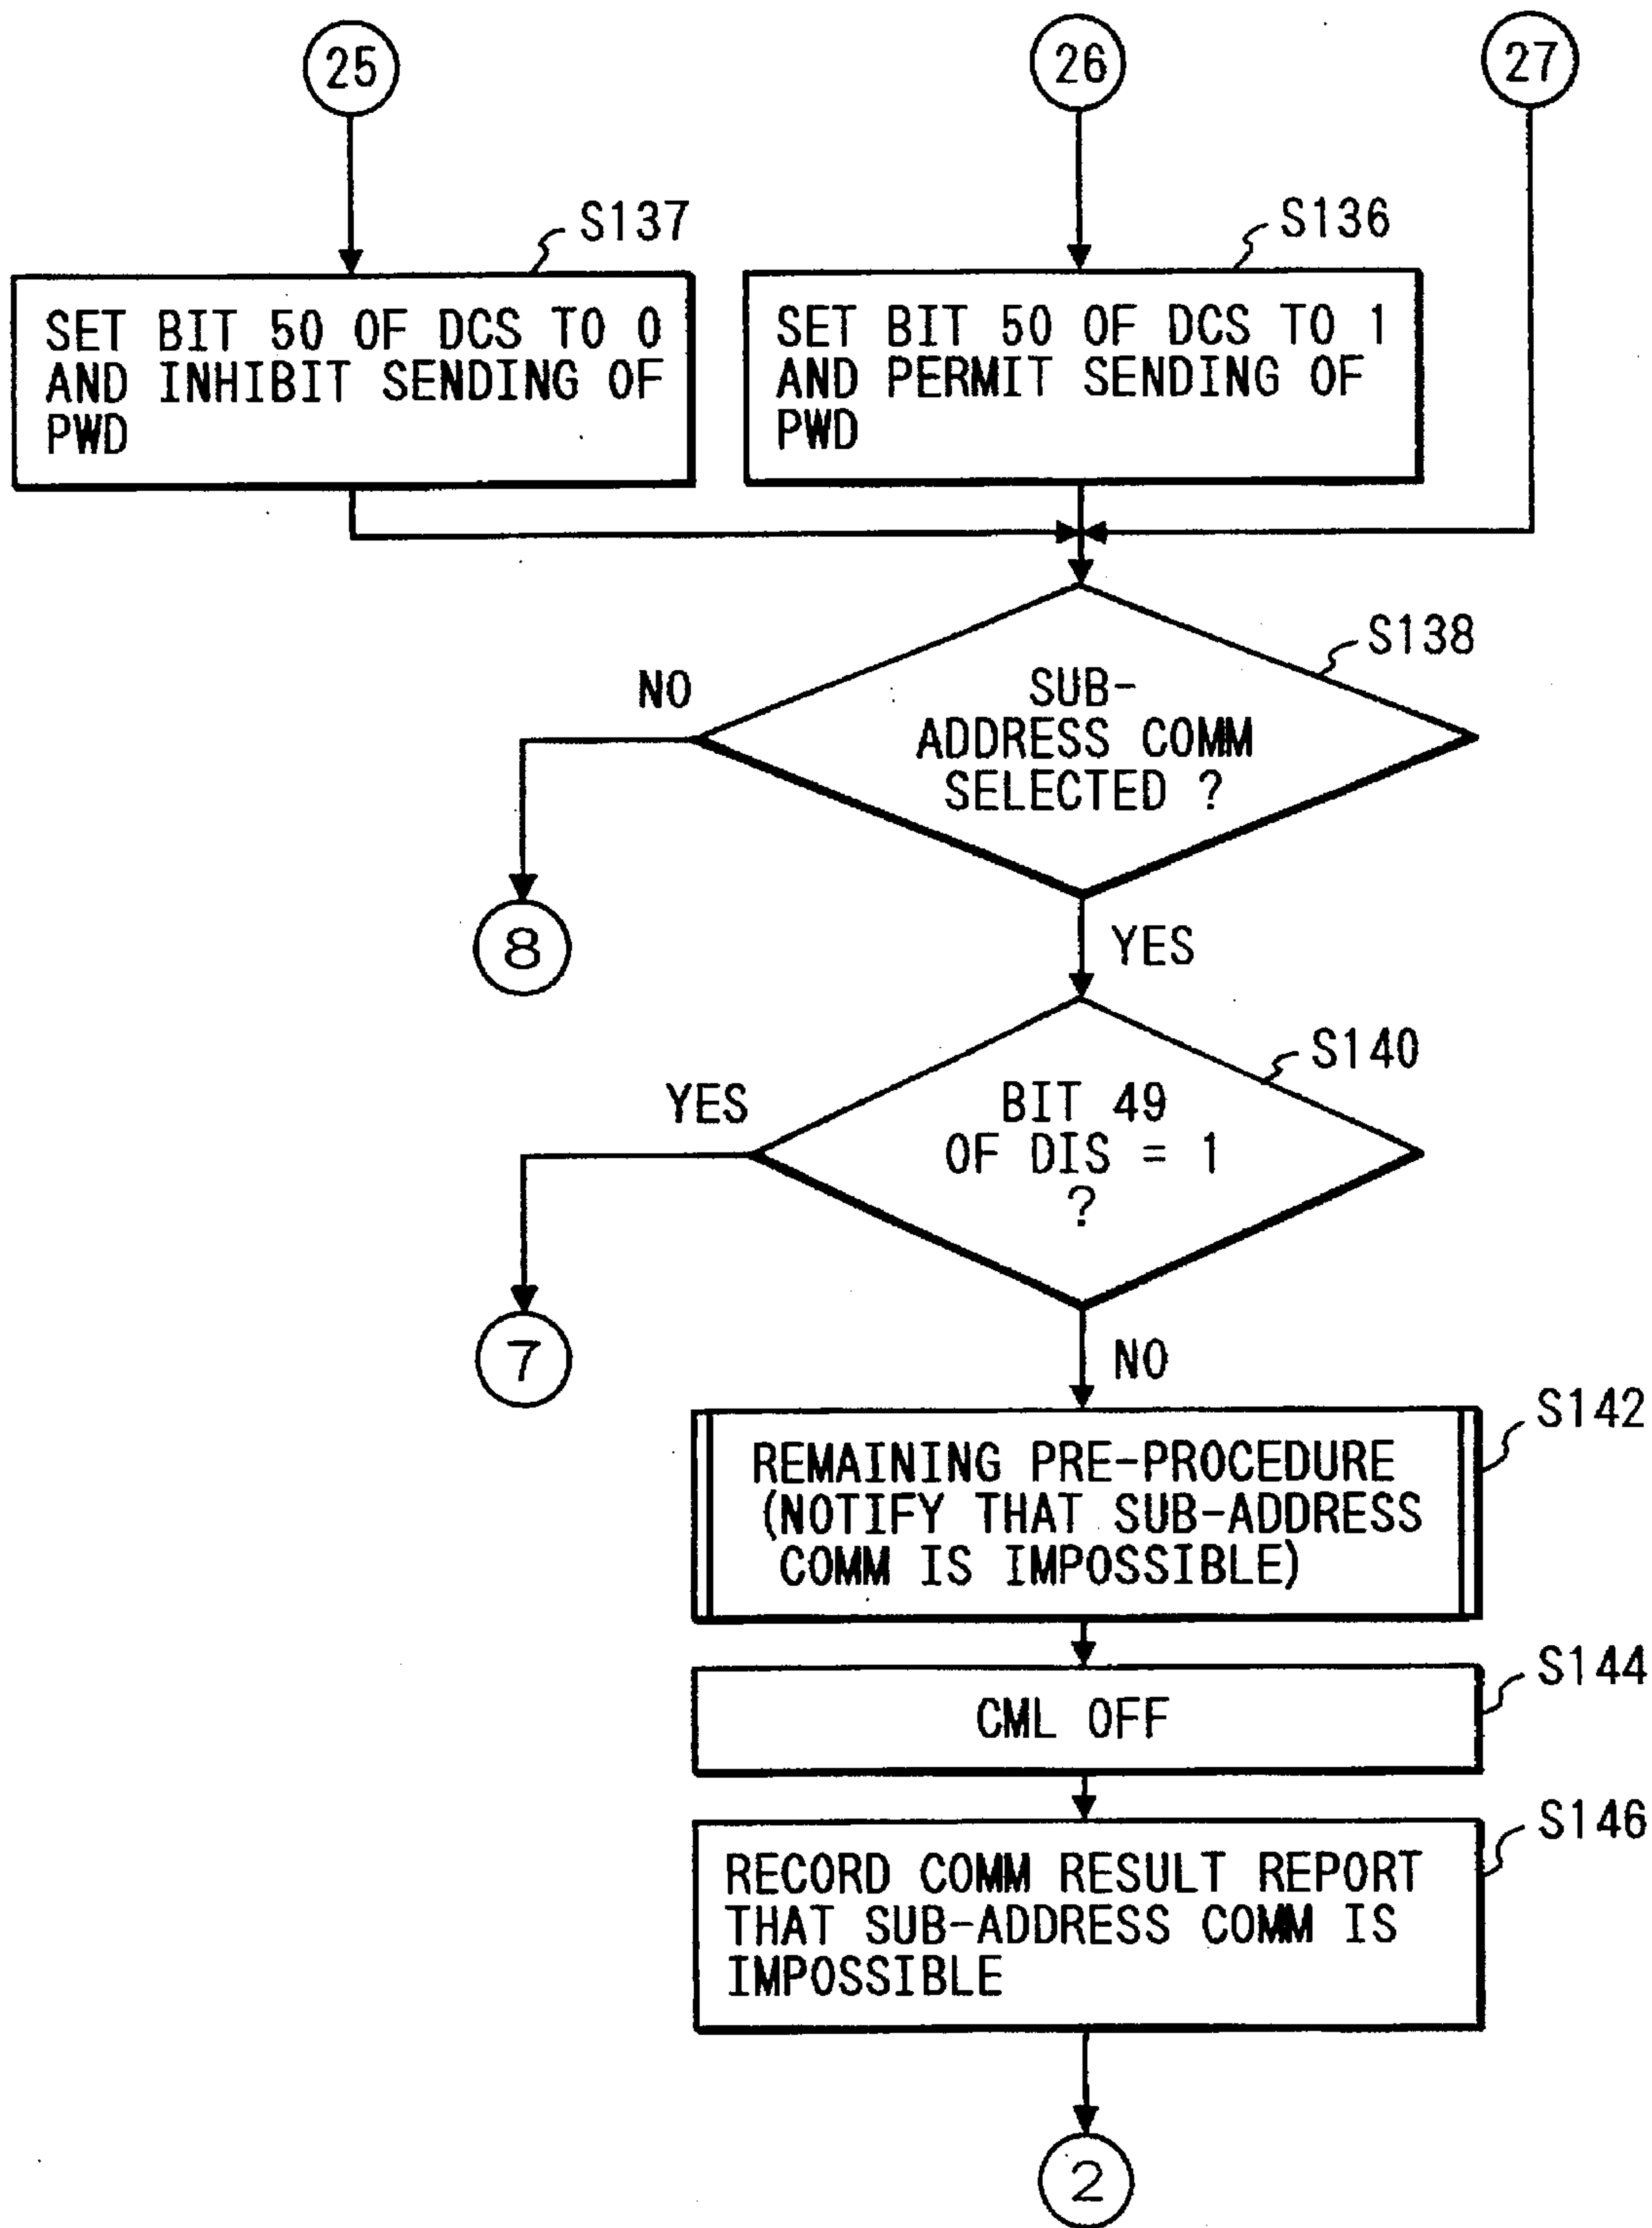 25
26
27
S137
S136
SET BIT 50 OF DCS TO 0
AND INHIBIT SENDING OF
PWD
SET BIT 50 OF DCS TO 1
AND PERMIT SENDING OF
PWD
S138
NO
SUB-
ADDRESS COMM
SELECTED ?
8
YES
S140
YES
BIT 49
OF DIS = 1
?
7
NO
S142
REMAINING PRE-PROCEDURE
(NOTIFY THAT SUB-ADDRESS
COMM IS IMPOSSIBLE)
S144
CML OFF
S146
RECORD COMM RESULT REPORT
THAT SUB-ADDRESS COMM IS
IMPOSSIBLE
2